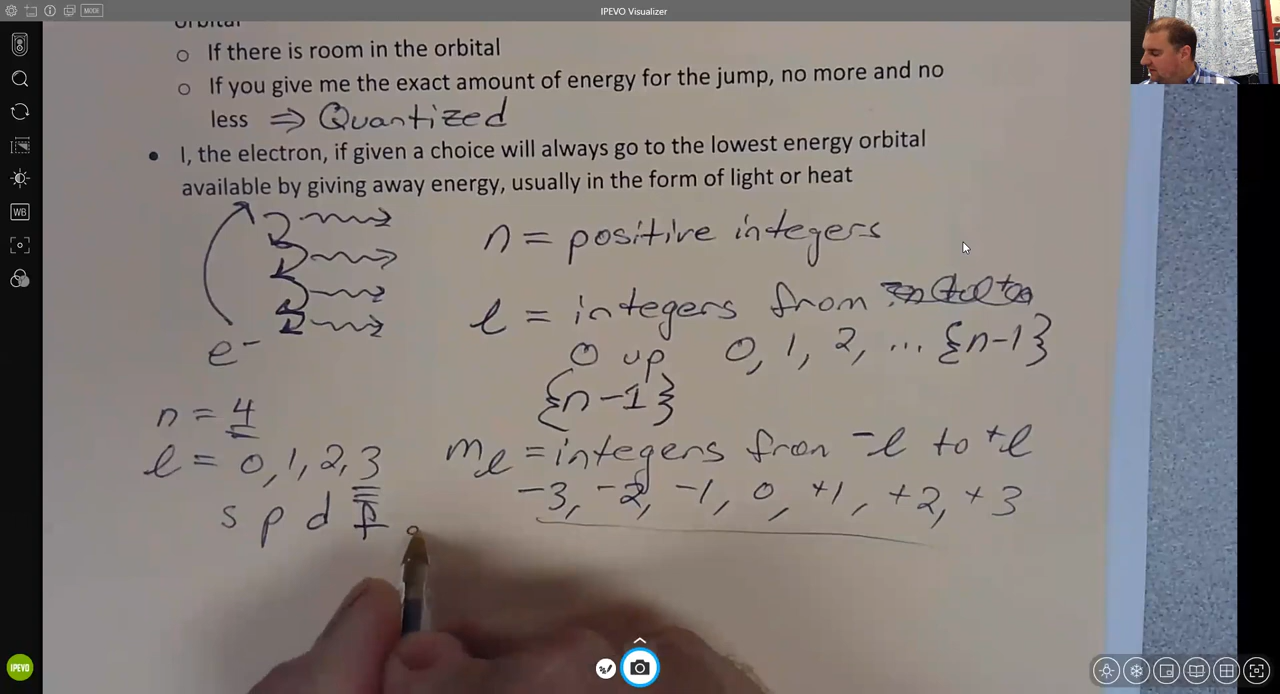 IPEVO Visualizer
MODE
WB
IPEVO
orbital
If there is room in the orbital
If you give me the exact amount of energy for the jump, no more and no
less ⇒ Quantized
I, the electron, if given a choice will always go to the lowest energy orbital
available by giving away energy, usually in the form of light or heat
e⁻
n = positive integers
ℓ = integers from
0 up 0, 1, 2, ... {n-1}
{n-1}
n = 4
ℓ = 0, 1, 2, 3
s p d f
mℓ = integers from -ℓ to +ℓ
-3, -2, -1, 0, +1, +2, +3